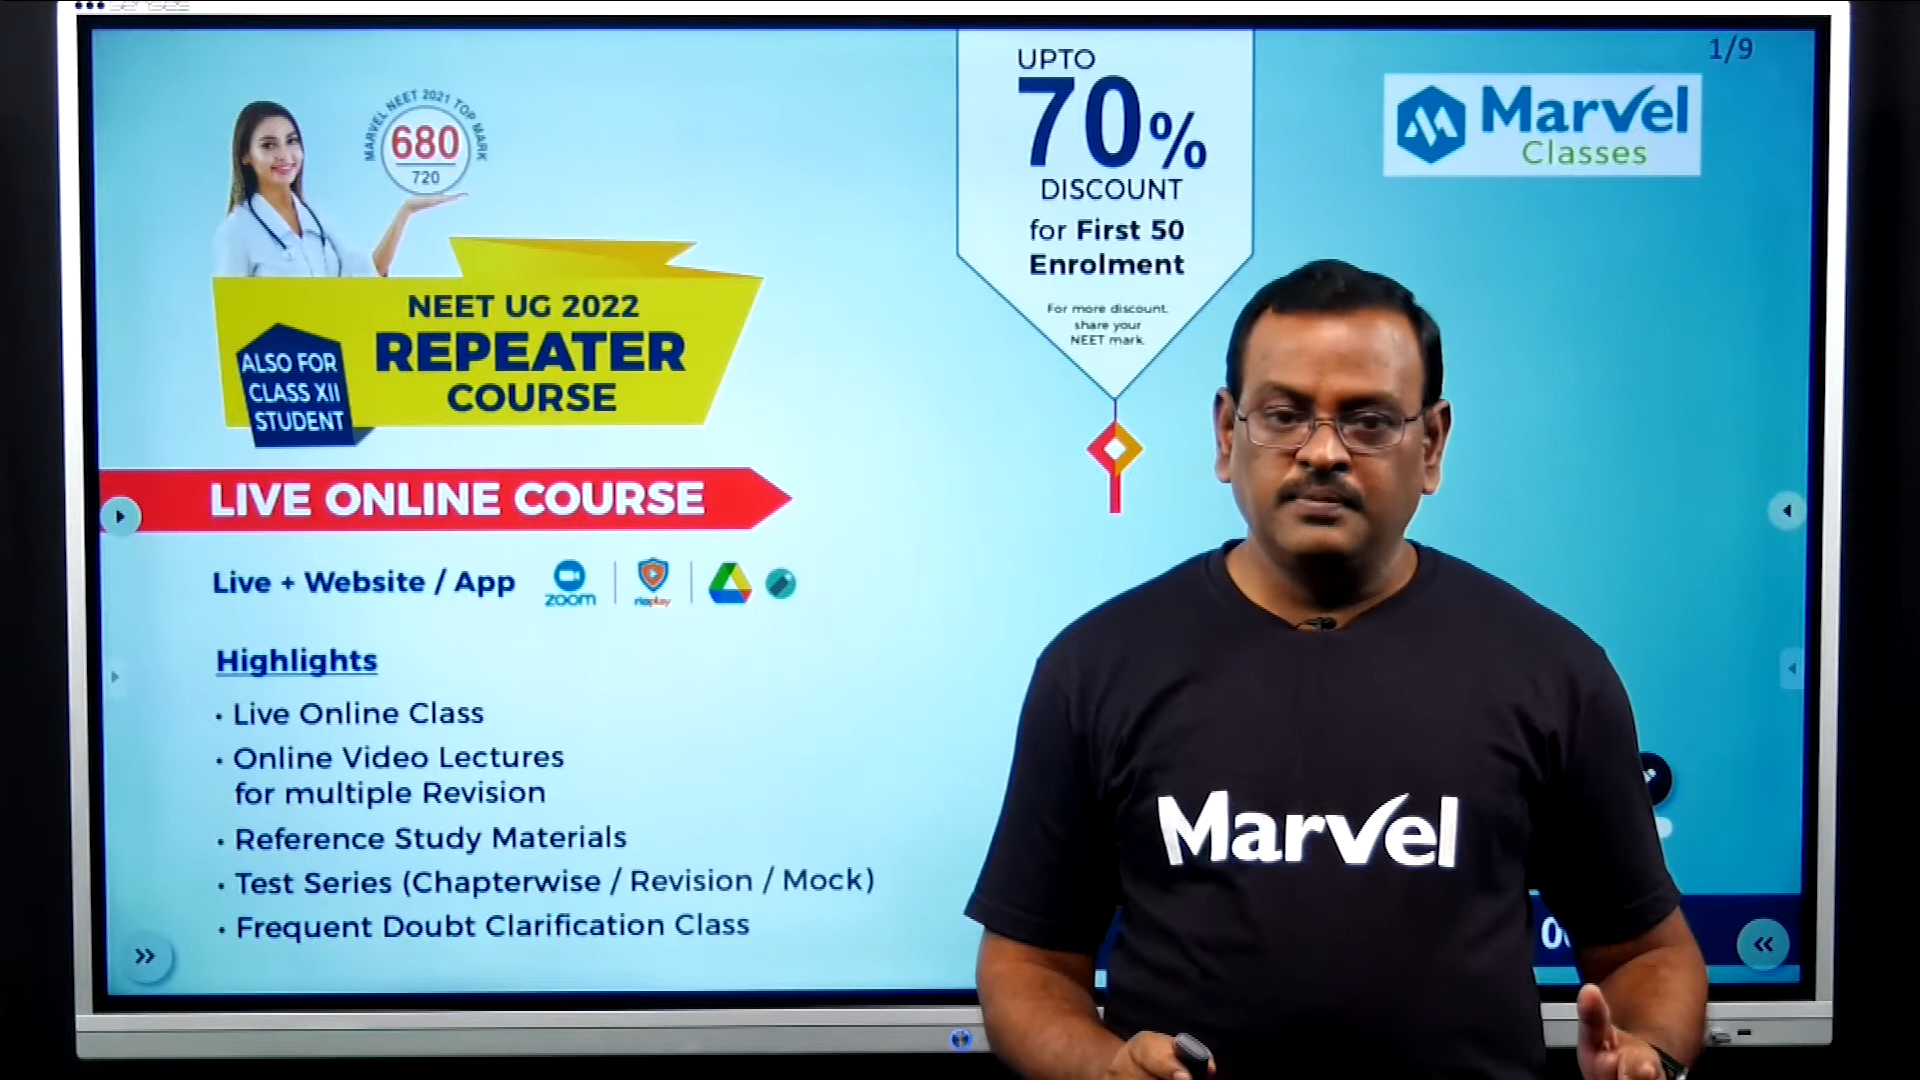 1/9
MARVEL NEET 2021 TOP MARK
680
720
UPTO
70%
DISCOUNT
for First 50
Enrolment
For more discount,
share your
NEET mark.
Marvel
Classes
NEET UG 2022
REPEATER
COURSE
ALSO FOR
CLASS XII
STUDENT
LIVE ONLINE COURSE
Live + Website / App
zoom
Highlights
• Live Online Class
• Online Video Lectures
for multiple Revision
• Reference Study Materials
• Test Series (Chapterwise / Revision / Mock)
• Frequent Doubt Clarification Class
Marvel